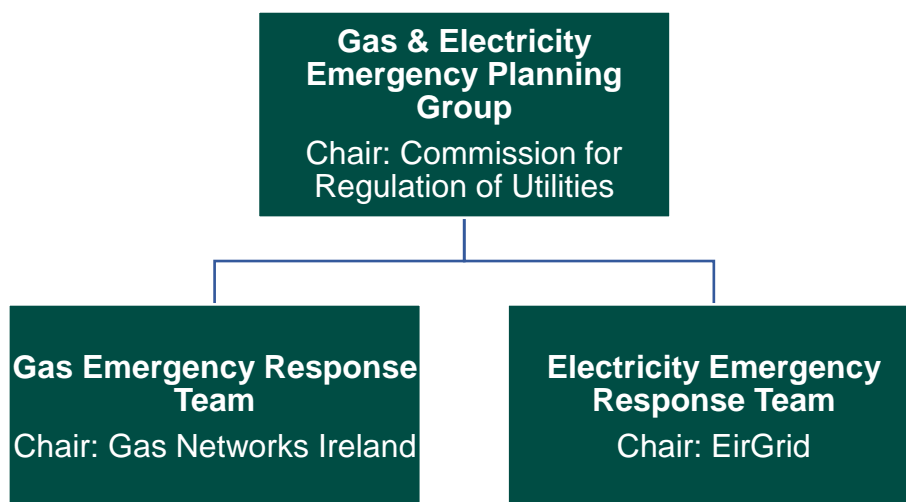 Gas & Electricity
Emergency Planning
Group
Chair: Commission for
Regulation of Utilities
Gas Emergency Response
Team
Chair: Gas Networks Ireland
Electricity Emergency
Response Team
Chair: EirGrid